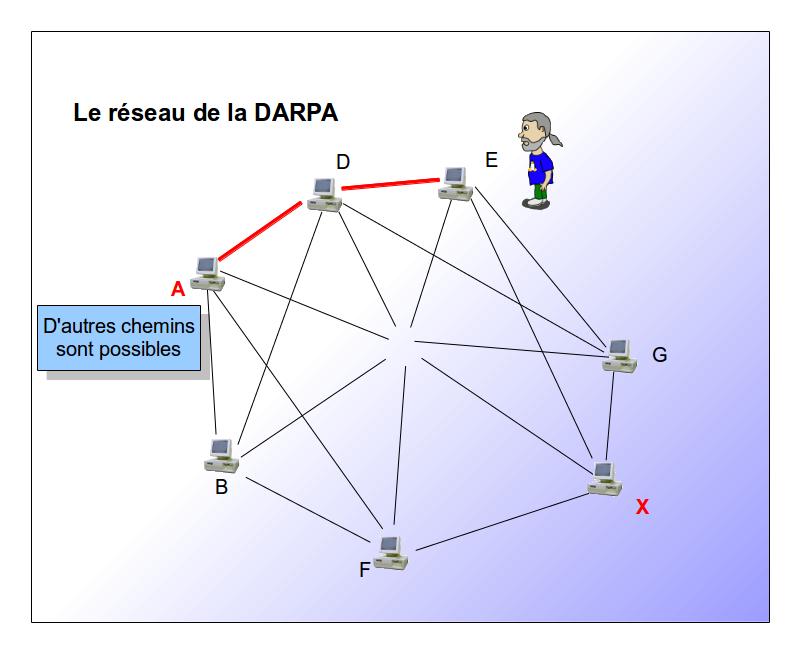 Le réseau de la DARPA
D
E
A
D'autres chemins
sont possibles
G
B
X
F